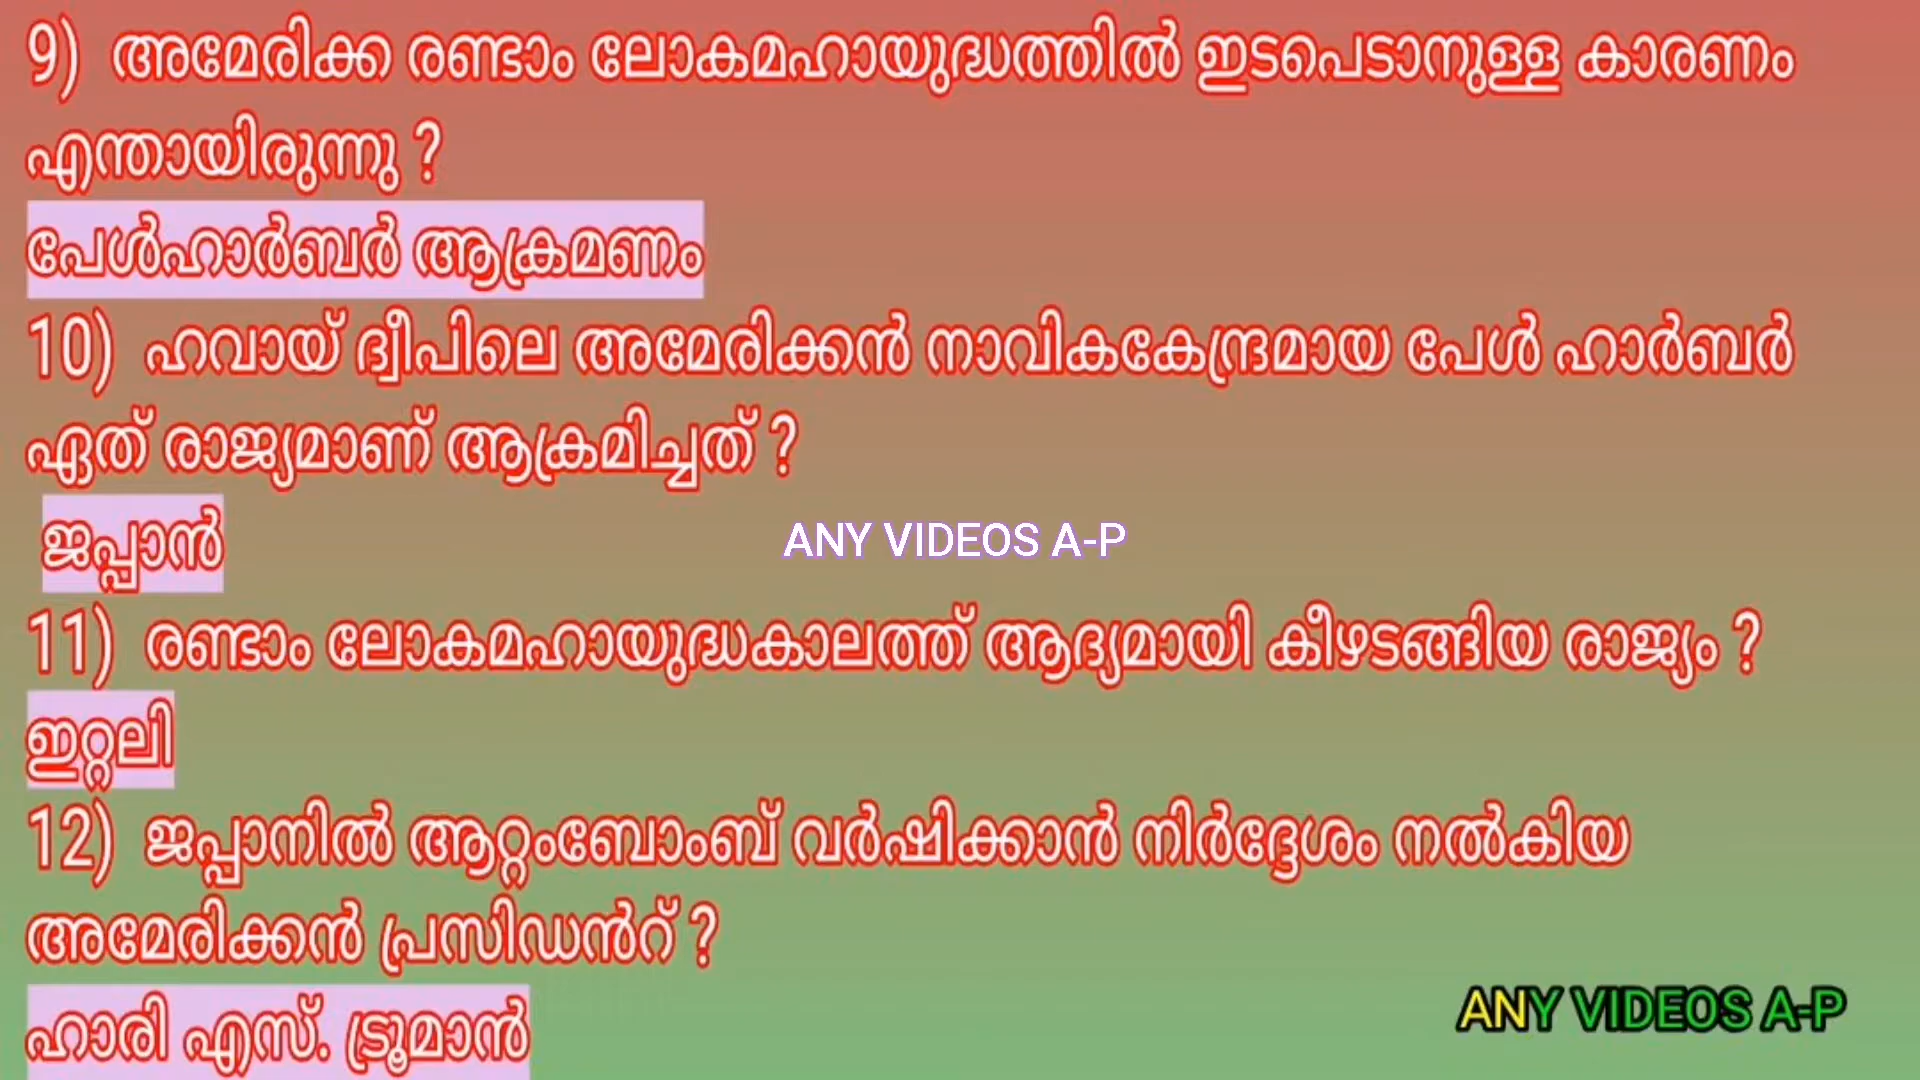 9) അമേരിക്ക രണ്ടാം ലോകമഹായുദ്ധത്തിൽ ഇടപെടാനുള്ള കാരണം
എന്തായിരുന്നു ?
പേൾഹാർബർ ആക്രമണം
10) ഹവായ് ദ്വീപിലെ അമേരിക്കൻ നാവികകേന്ദ്രമായ പേൾ ഹാർബർ
ഏത് രാജ്യമാണ് ആക്രമിച്ചത് ?
ജപ്പാൻ
ANY VIDEOS A-P
11) രണ്ടാം ലോകമഹായുദ്ധകാലത്ത് ആദ്യമായി കീഴടങ്ങിയ രാജ്യം ?
ഇറ്റലി
12) ജപ്പാനിൽ ആറ്റംബോംബ് വർഷിക്കാൻ നിർദ്ദേശം നൽകിയ
അമേരിക്കൻ പ്രസിഡൻറ് ?
ഹാരി എസ്. ട്രൂമാൻ
ANY VIDEOS A-P